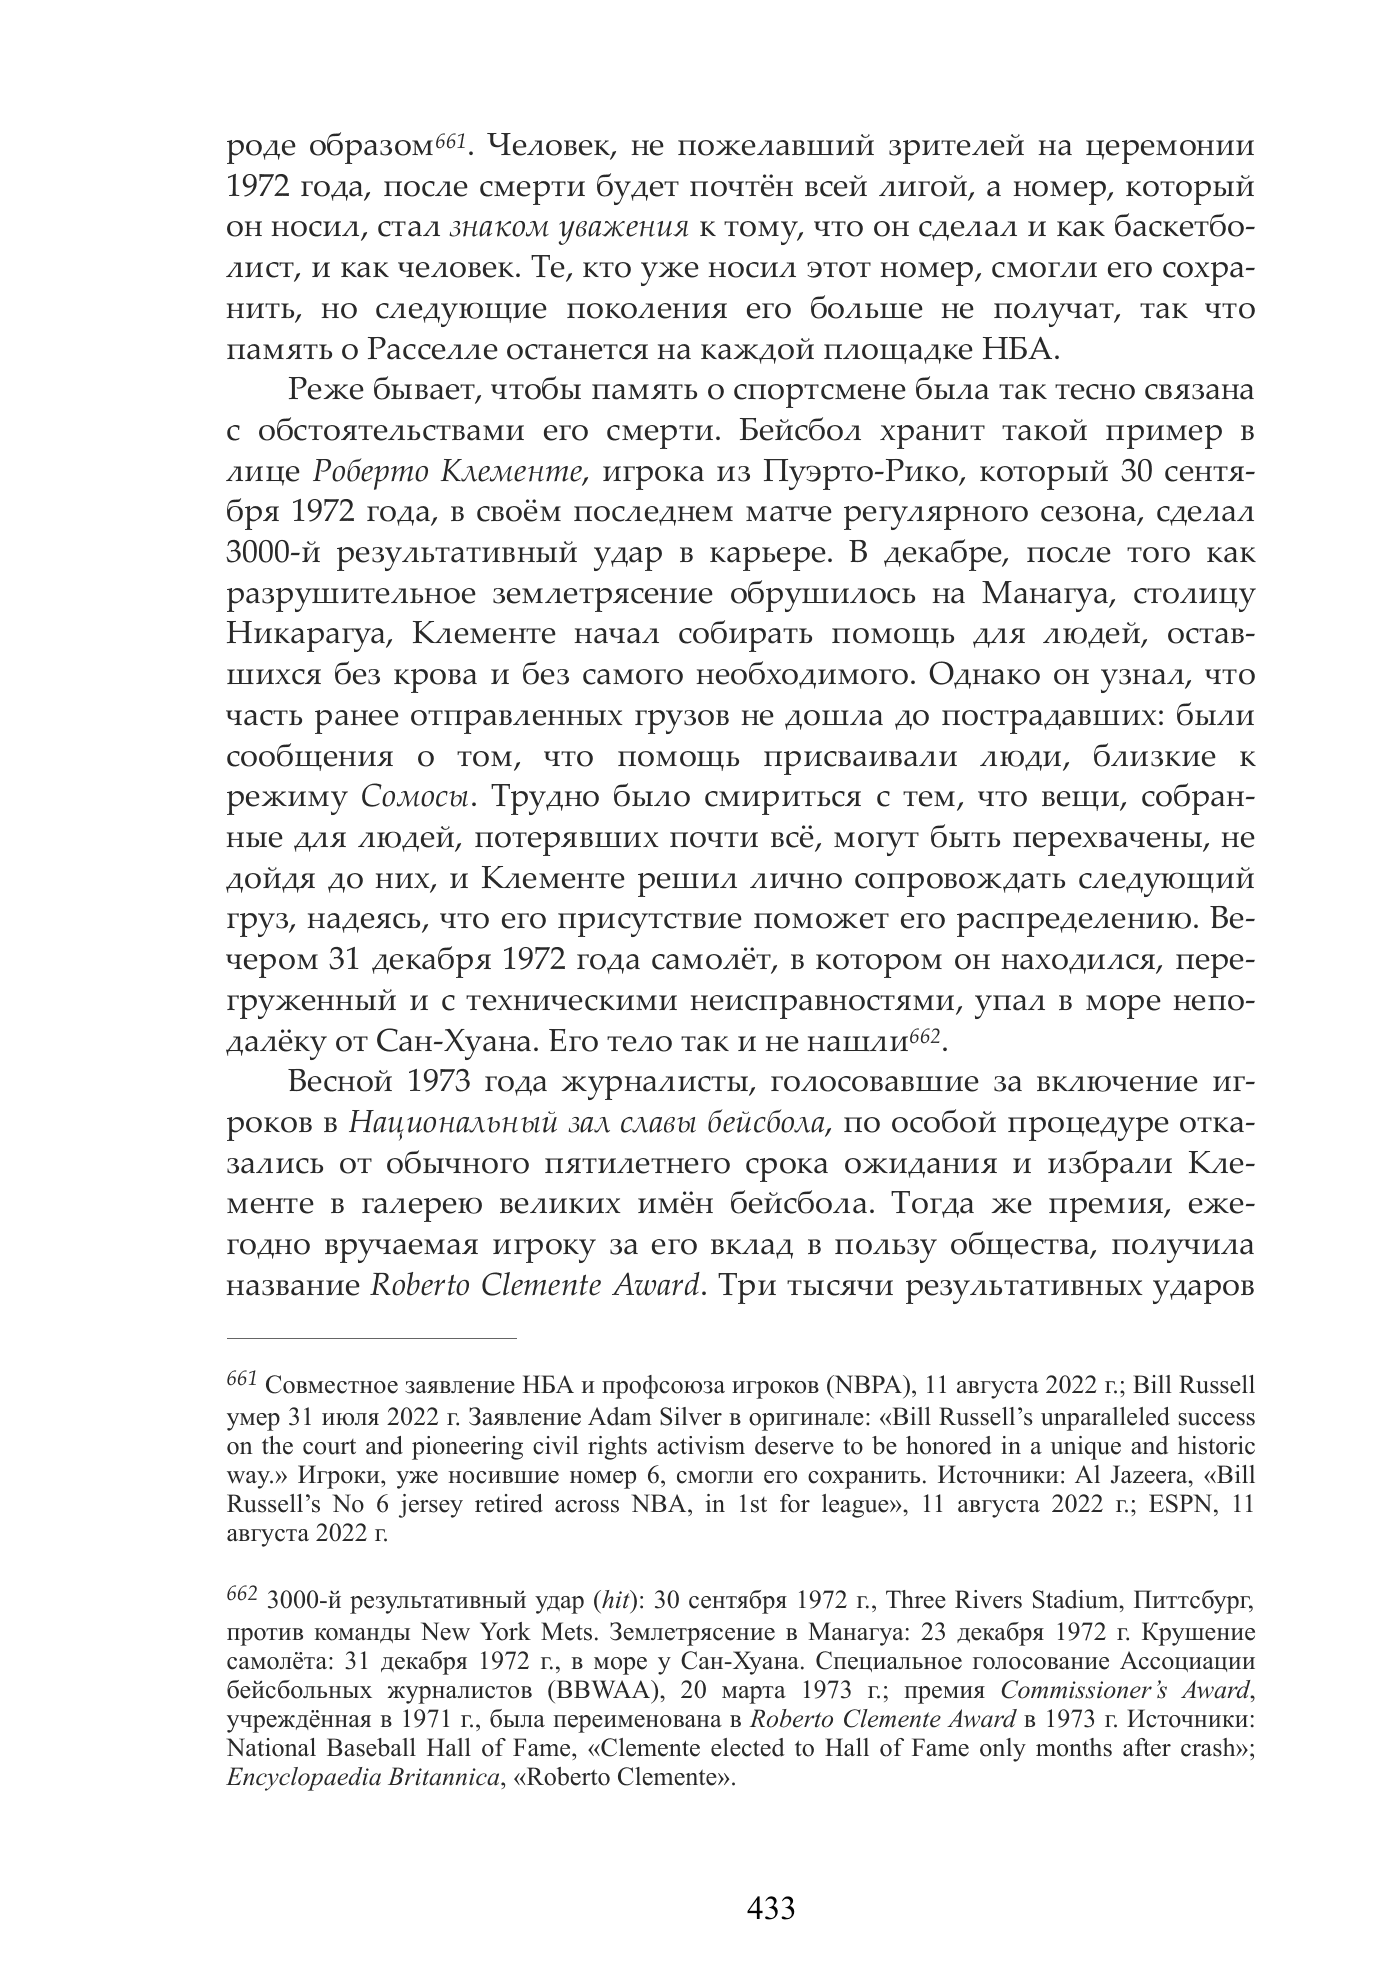 роде образом661. Человек, не пожелавший зрителей на церемонии
1972 года, после смерти будет почтён всей лигой, а номер, который
он носил, стал знаком уважения к тому, что он сделал и как баскетбо-
лист, и как человек. Те, кто уже носил этот номер, смогли его сохра-
нить, но следующие поколения его больше не получат, так что
память о Расселле останется на каждой площадке НБА.
Реже бывает, чтобы память о спортсмене была так тесно связана
с обстоятельствами его смерти. Бейсбол хранит такой пример в
лице Роберто Клементе, игрока из Пуэрто-Рико, который 30 сентя-
бря 1972 года, в своём последнем матче регулярного сезона, сделал
3000-й результативный удар в карьере. В декабре, после того как
разрушительное землетрясение обрушилось на Манагуа, столицу
Никарагуа, Клементе начал собирать помощь для людей, остав-
шихся без крова и без самого необходимого. Однако он узнал, что
часть ранее отправленных грузов не дошла до пострадавших: были
сообщения о том, что помощь присваивали люди, близкие к
режиму Сомосы. Трудно было смириться с тем, что вещи, собран-
ные для людей, потерявших почти всё, могут быть перехвачены, не
дойдя до них, и Клементе решил лично сопровождать следующий
груз, надеясь, что его присутствие поможет его распределению. Ве-
чером 31 декабря 1972 года самолёт, в котором он находился, пере-
груженный и с техническими неисправностями, упал в море непо-
далёку от Сан-Хуана. Его тело так и не нашли662.
Весной 1973 года журналисты, голосовавшие за включение иг-
роков в Национальный зал славы бейсбола, по особой процедуре отка-
зались от обычного пятилетнего срока ожидания и избрали Кле-
менте в галерею великих имён бейсбола. Тогда же премия, еже-
годно вручаемая игроку за его вклад в пользу общества, получила
название Roberto Clemente Award. Три тысячи результативных ударов
661 Совместное заявление НБА и профсоюза игроков (NBPA), 11 августа 2022 г.; Bill Russell
умер 31 июля 2022 г. Заявление Adam Silver в оригинале: «Bill Russell’s unparalleled success
on the court and pioneering civil rights activism deserve to be honored in a unique and historic
way.» Игроки, уже носившие номер 6, смогли его сохранить. Источники: Al Jazeera, «Bill
Russell’s No 6 jersey retired across NBA, in 1st for league», 11 августа 2022 г.; ESPN, 11
августа 2022 г.
662 3000-й результативный удар (hit): 30 сентября 1972 г., Three Rivers Stadium, Питтсбург,
против команды New York Mets. Землетрясение в Манагуа: 23 декабря 1972 г. Крушение
самолёта: 31 декабря 1972 г., в море у Сан-Хуана. Специальное голосование Ассоциации
бейсбольных журналистов (BBWAA), 20 марта 1973 г.; премия Commissioner’s Award,
учреждённая в 1971 г., была переименована в Roberto Clemente Award в 1973 г. Источники:
National Baseball Hall of Fame, «Clemente elected to Hall of Fame only months after crash»;
Encyclopaedia Britannica, «Roberto Clemente».
433